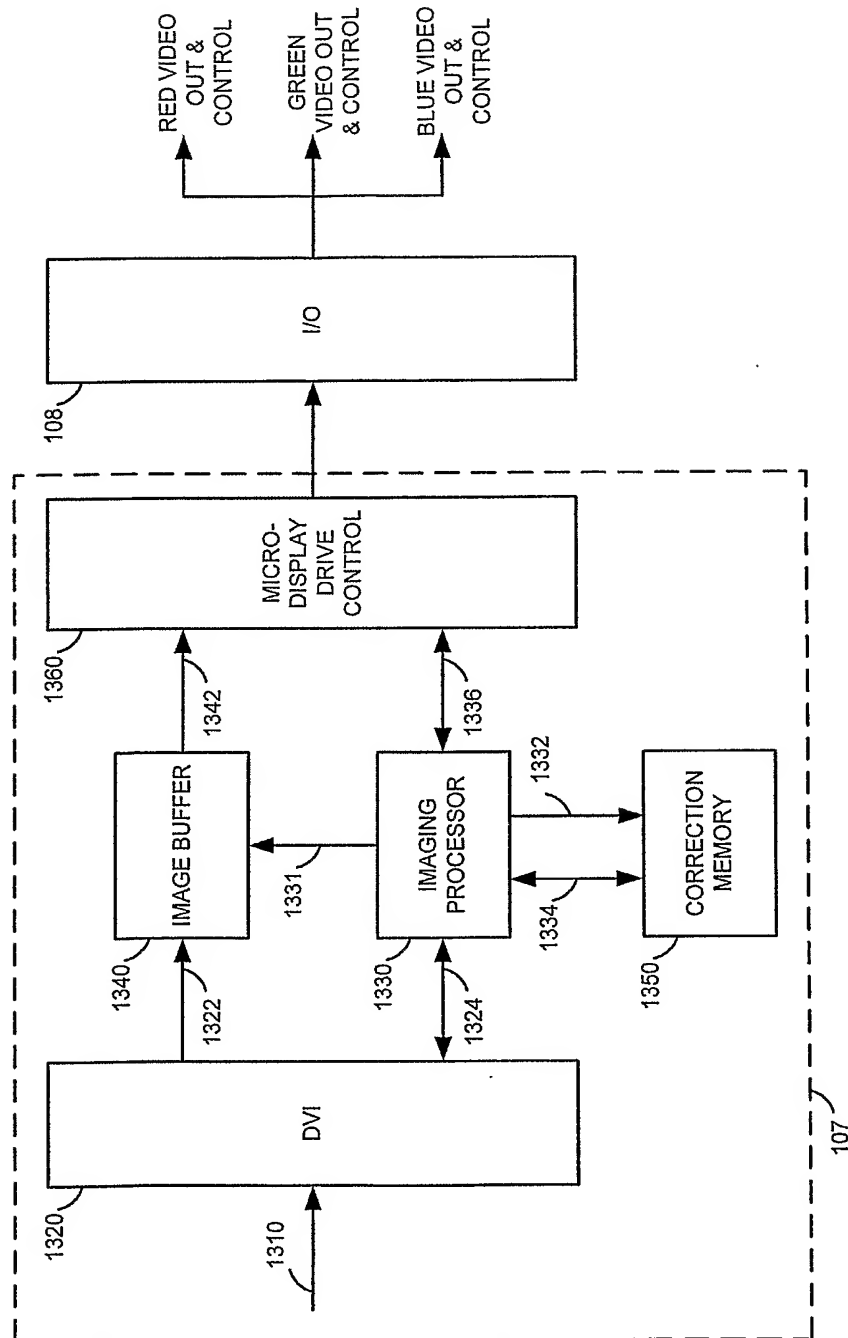 1310
1320
DVI
1322
1324
1340
IMAGE BUFFER
1331
1330
IMAGING
PROCESSOR
1334
1332
1350
CORRECTION
MEMORY
1342
1336
1360
MICRO-
DISPLAY
DRIVE
CONTROL
107
108
I/O
RED VIDEO
OUT &
CONTROL
GREEN
VIDEO OUT
& CONTROL
BLUE VIDEO
OUT &
CONTROL